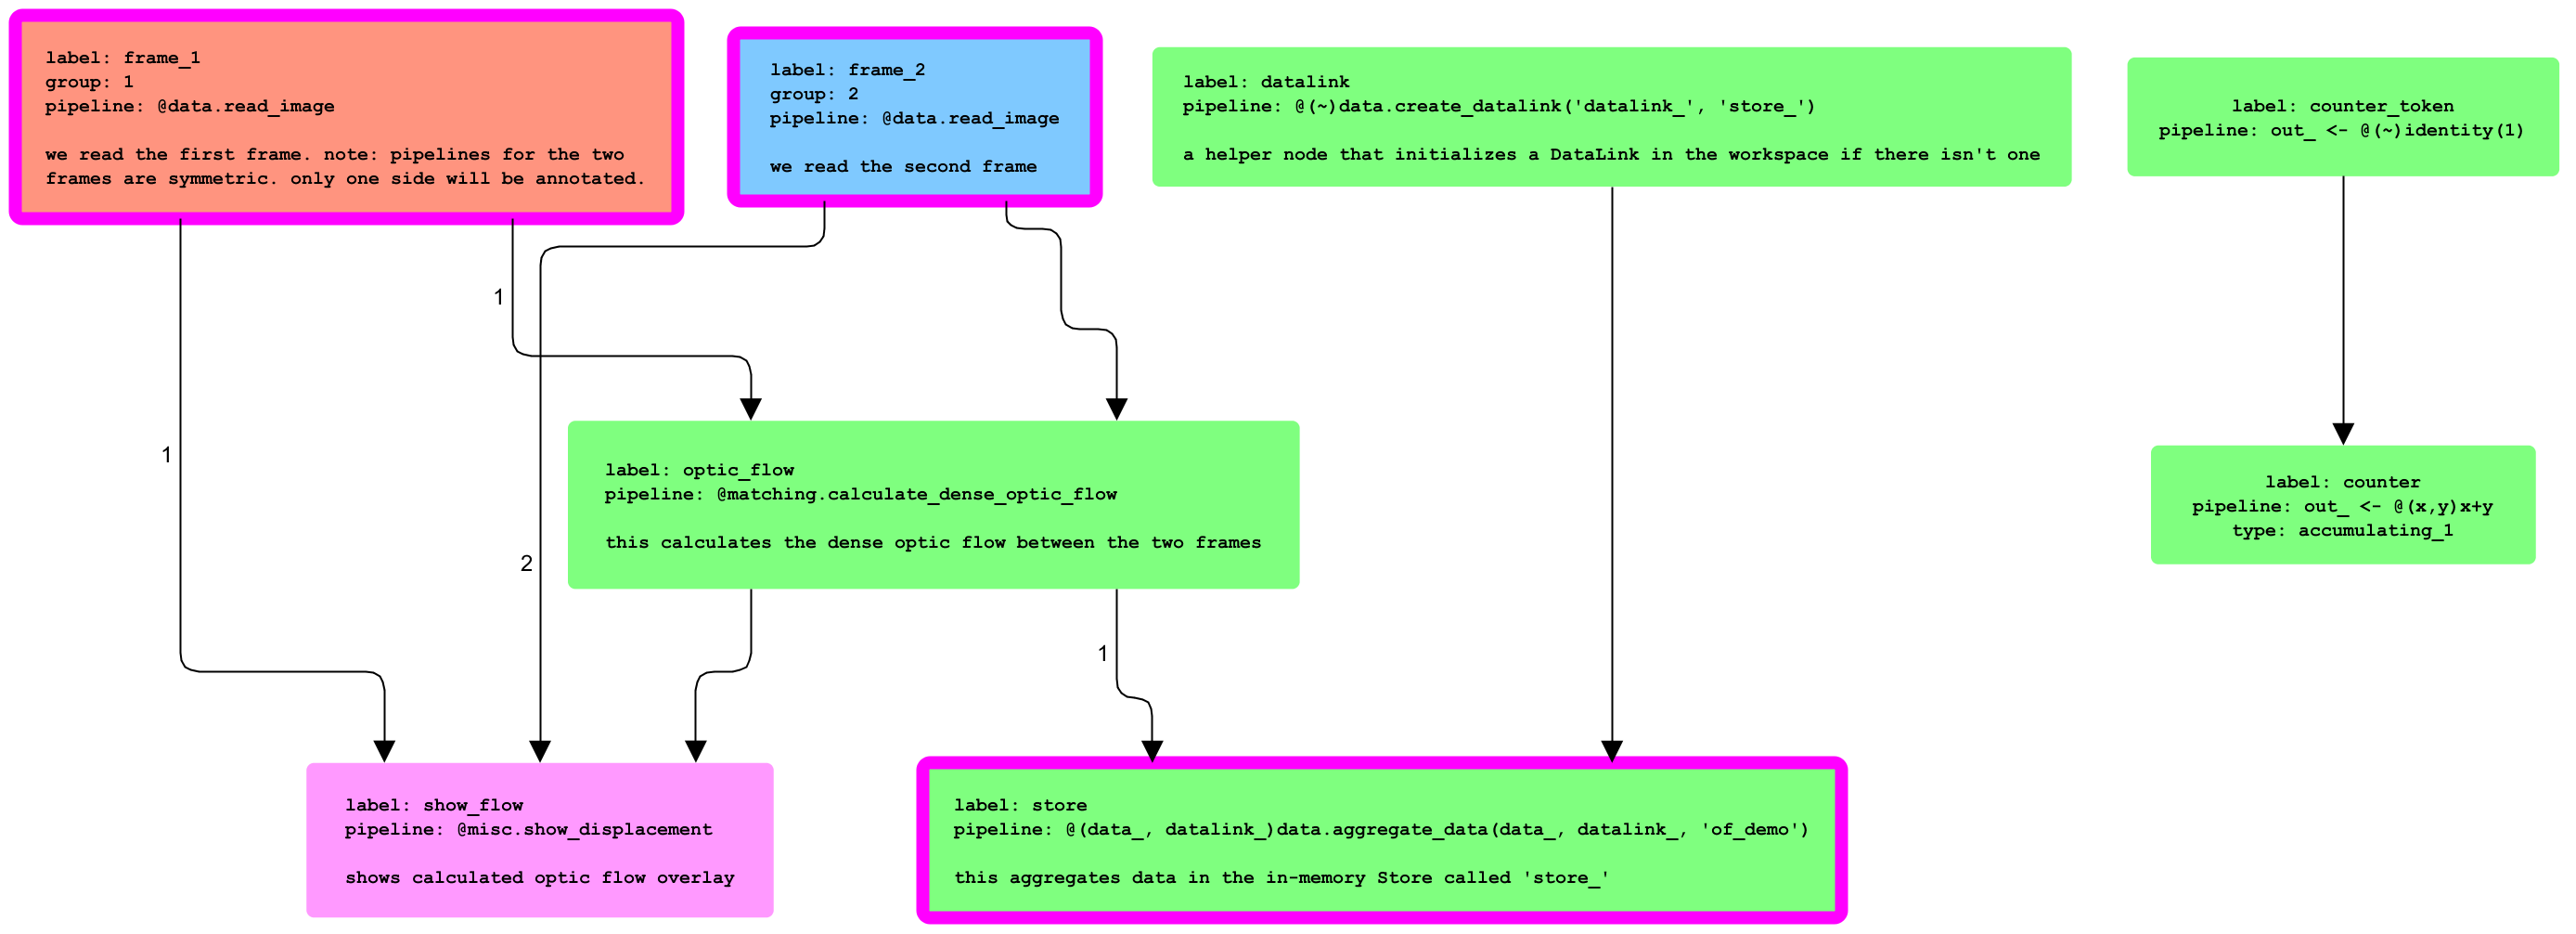 label: frame_1
group: 1
pipeline: @data.read_image
we read the first frame. note: pipelines for the two
frames are symmetric. only one side will be annotated.
label: frame_2
group: 2
pipeline: @data.read_image
we read the second frame
label: datalink
pipeline: @(~)data.create_datalink('datalink_', 'store_')
a helper node that initializes a DataLink in the workspace if there isn't one
label: counter_token
pipeline: out_ <- @(~)identity(1)
1
1
2
label: optic_flow
pipeline: @matching.calculate_dense_optic_flow
this calculates the dense optic flow between the two frames
label: counter
pipeline: out_ <- @(x,y)x+y
type: accumulating_1
1
label: show_flow
pipeline: @misc.show_displacement
shows calculated optic flow overlay
label: store
pipeline: @(data_, datalink_)data.aggregate_data(data_, datalink_, 'of_demo')
this aggregates data in the in-memory Store called 'store_'